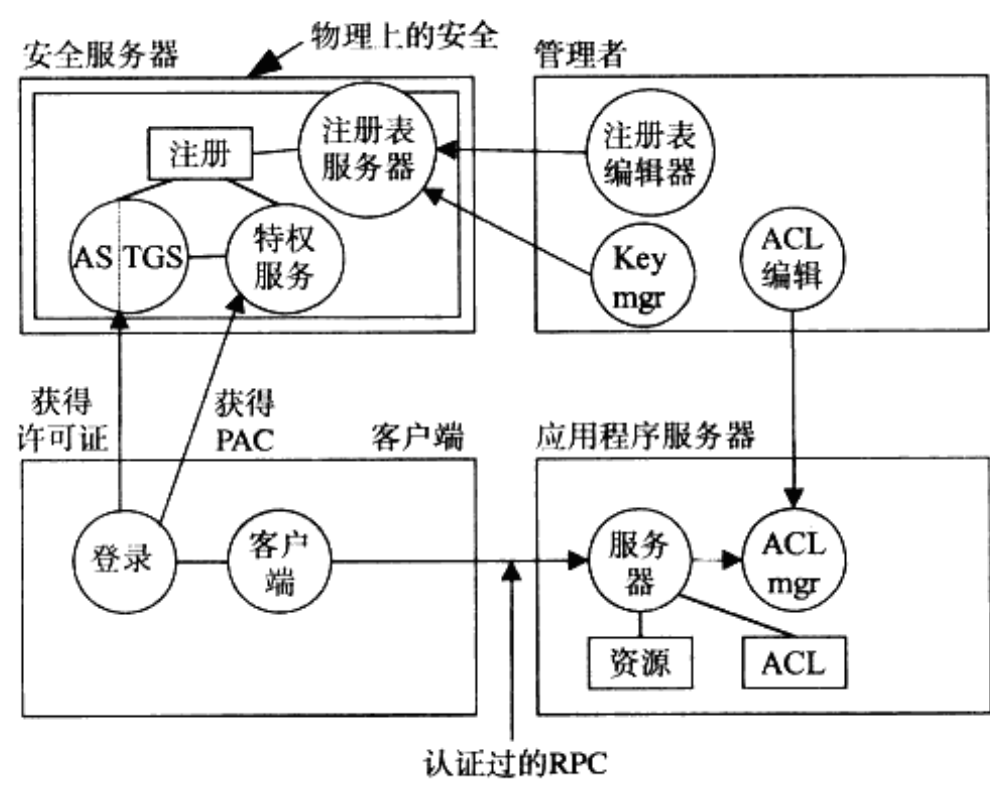 物理上的安全
安全服务器
管理者
注册
注册表
服务器
注册表
编辑器
AS TGS
特权
服务
Key
mgr
ACL
编辑
获得
许可证
获得
PAC
客户端
应用程序服务器
登录
客户
端
服务
器
ACL
mgr
资源
ACL
认证过的RPC